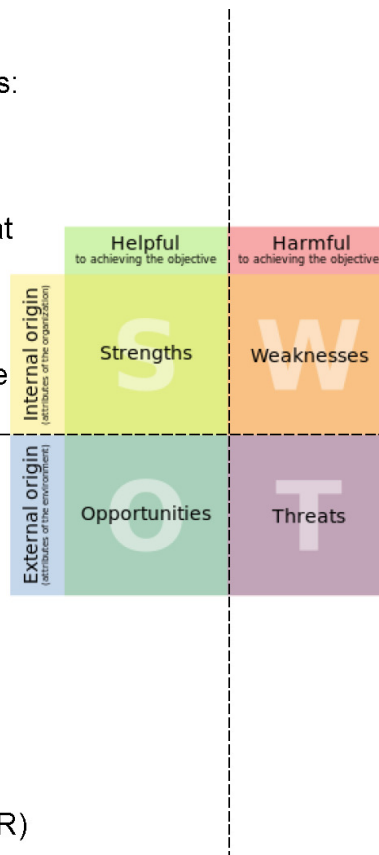 s:
at
Helpful
to achieving the objective
Harmful
to achieving the objective
Internal origin
(attributes of the organization)
S
Strengths
W
Weaknesses
e
External origin
(attributes of the environment)
O
Opportunities
T
Threats
R)